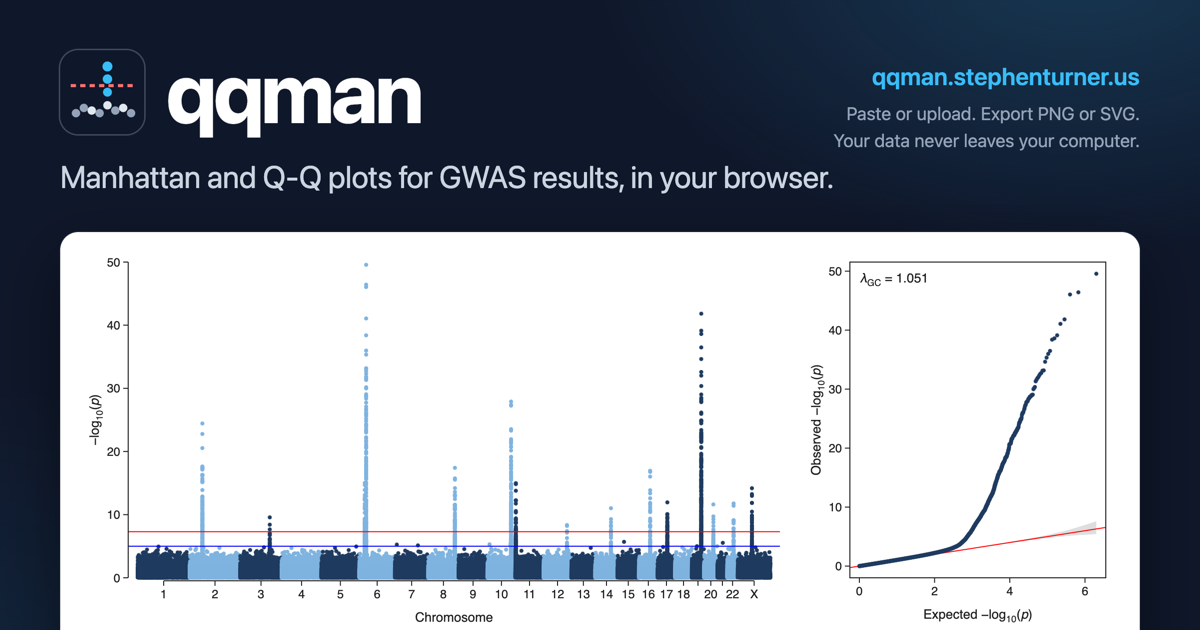 qqman
qqman.stephenturner.us
Paste or upload. Export PNG or SVG.
Your data never leaves your computer.
Manhattan and Q-Q plots for GWAS results, in your browser.
50
40
30
20
10
0
−log10(p)
1 2 3 4 5 6 7 8 9 10 11 12 13 14 15 16 17 18 20 22 X
Chromosome
λGC = 1.051
50
40
30
20
10
0
Observed −log10(p)
0 2 4 6
Expected −log10(p)